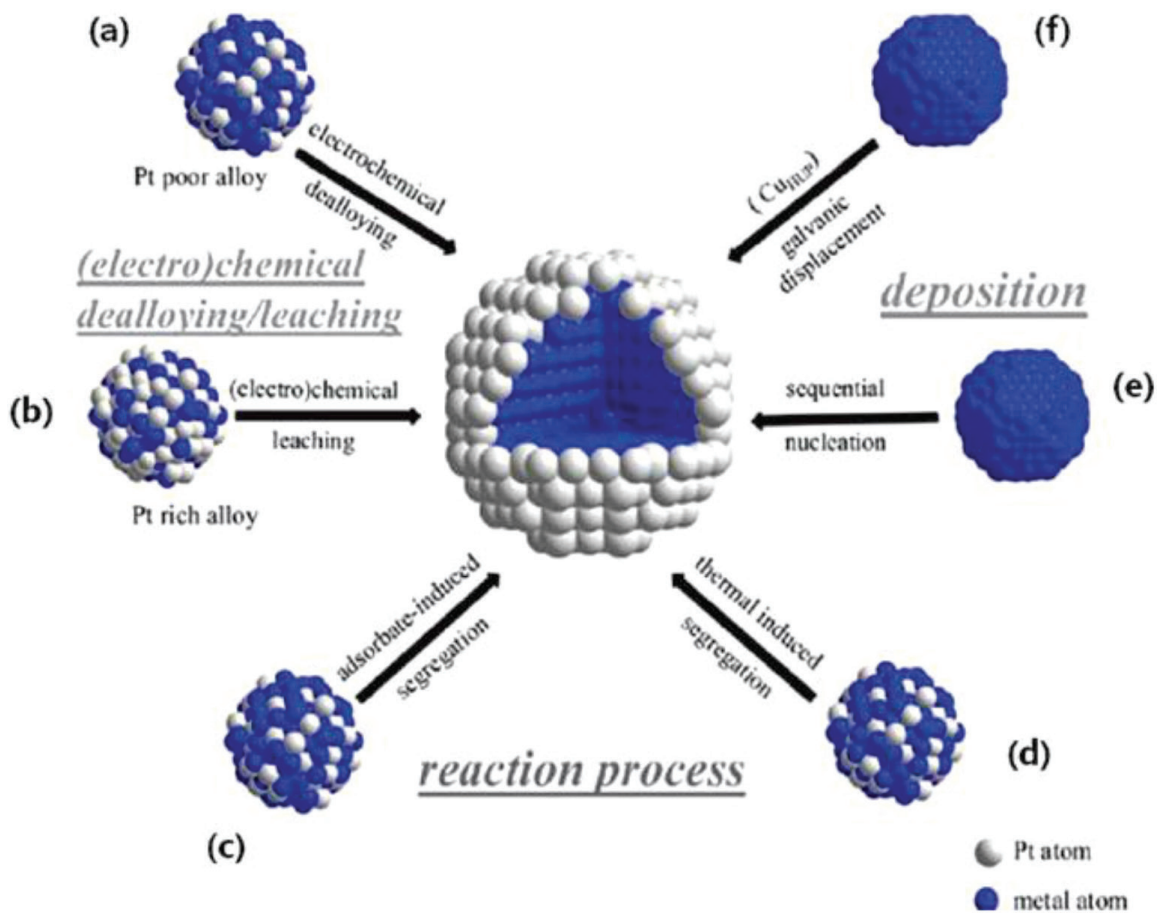 (a)
Pt poor alloy
electrochemical
dealloying
(f)
galvanic
displacement
(electro)chemical
dealloying/leaching
deposition
(b)
(electro)chemical
leaching
Pt rich alloy
sequential
nucleation
(e)
adsorbate-induced
segregation
thermal induced
segregation
(c)
reaction process
(d)
Pt atom
metal atom